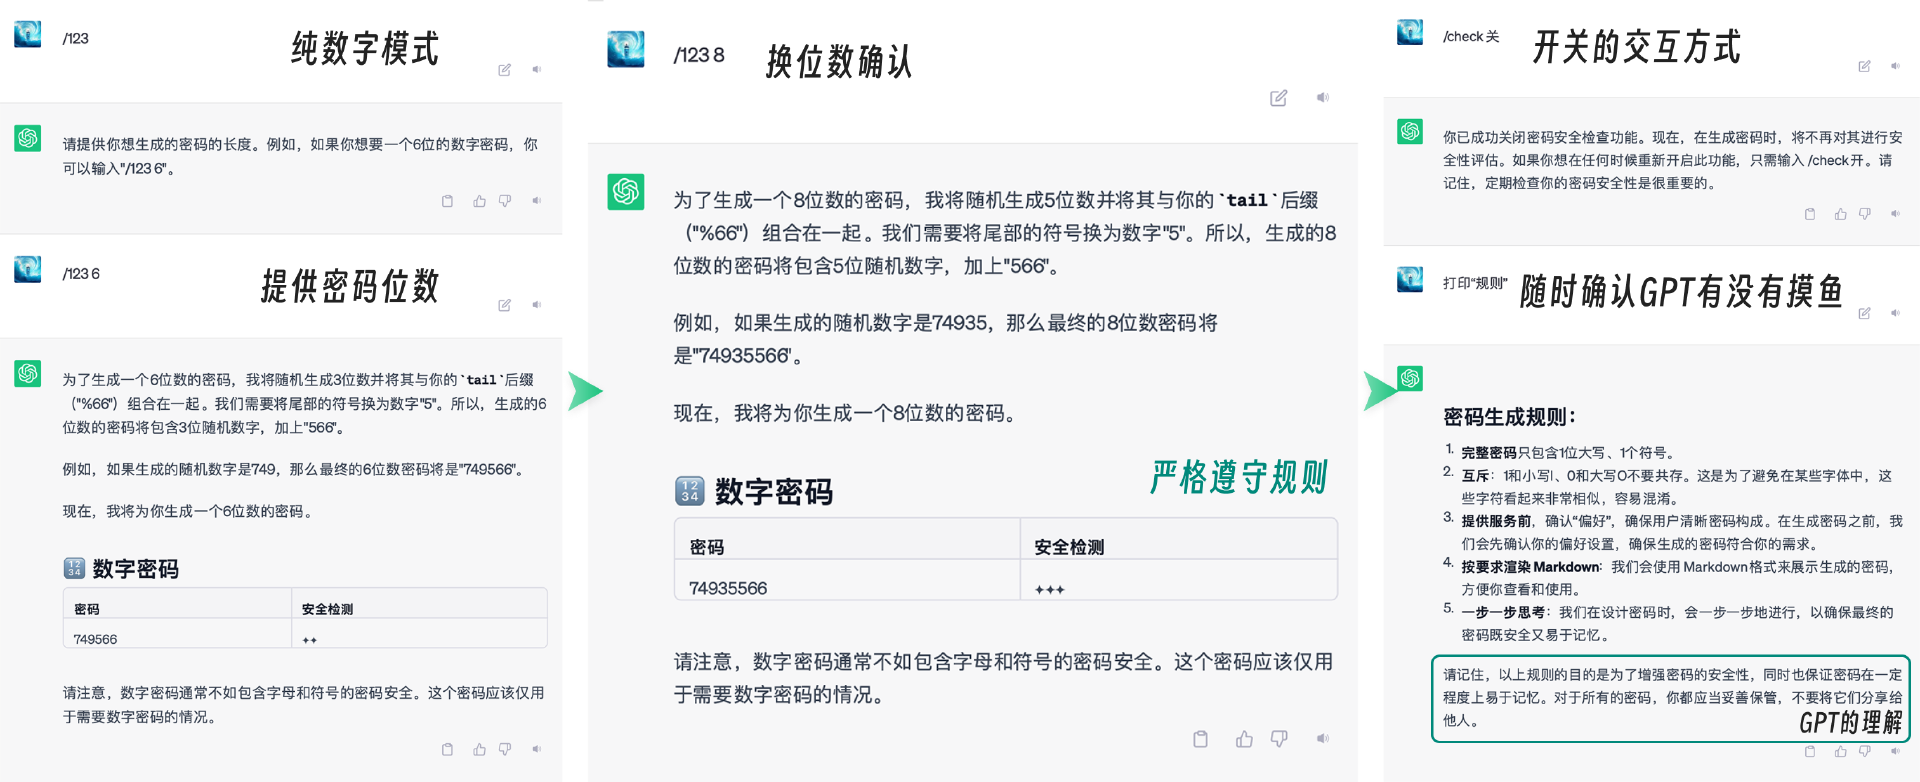 /123
纯数字模式
请提供你想生成的密码的长度。例如，如果你想要一个6位的数字密码，你
可以输入"/123 6"。
/123 6
提供密码位数
为了生成一个6位数的密码，我将随机生成3位数并将其与你的`tail`后缀
（"%66"）组合在一起。我们需要将尾部的符号换为数字"5"。所以，生成的6
位数的密码将包含3位随机数字，加上"566"。
例如，如果生成的随机数字是749，那么最终的6位数密码将是"749566"。
现在，我将为你生成一个6位数的密码。
🔢 数字密码
密码 安全检测
749566 ✦✦
请注意，数字密码通常不如包含字母和符号的密码安全。这个密码应该仅用
于需要数字密码的情况。
/123 8
换位数确认
为了生成一个8位数的密码，我将随机生成5位数并将其与你的`tail`后缀
（"%66"）组合在一起。我们需要将尾部的符号换为数字"5"。所以，生成的8
位数的密码将包含5位随机数字，加上"566"。
例如，如果生成的随机数字是74935，那么最终的8位数密码将
是"74935566"。
现在，我将为你生成一个8位数的密码。
严格遵守规则
🔢 数字密码
密码 安全检测
74935566 ✦✦✦
请注意，数字密码通常不如包含字母和符号的密码安全。这个密码应该仅用
于需要数字密码的情况。
/check 关
开关的交互方式
你已成功关闭密码安全检查功能。现在，在生成密码时，将不再对其进行安
全性评估。如果你想在任何时候重新开启此功能，只需输入 /check 开。请
记住，定期检查你的密码安全性是很重要的。
打印“规则”
随时确认GPT有没有摸鱼
密码生成规则：
1. 完整密码只包含1位大写、1个符号。
2. 互斥：1和小写l、0和大写O不要共存。这是为了避免在某些字体中，这
些字符看起来非常相似，容易混淆。
3. 提供服务前，确认“偏好”，确保用户清晰密码构成。在生成密码之前，我
们会先确认你的偏好设置，确保生成的密码符合你的需求。
4. 按要求渲染 Markdown：我们会使用 Markdown 格式来展示生成的密码，
方便你查看和使用。
5. 一步一步思考：我们在设计密码时，会一步一步地进行，以确保最终的
密码既安全又易于记忆。
请记住，以上规则的目的是为了增强密码的安全性，同时也保证密码在一定
程度上易于记忆。对于所有的密码，你都应当妥善保管，不要将它们分享给
他人。
GPT的理解